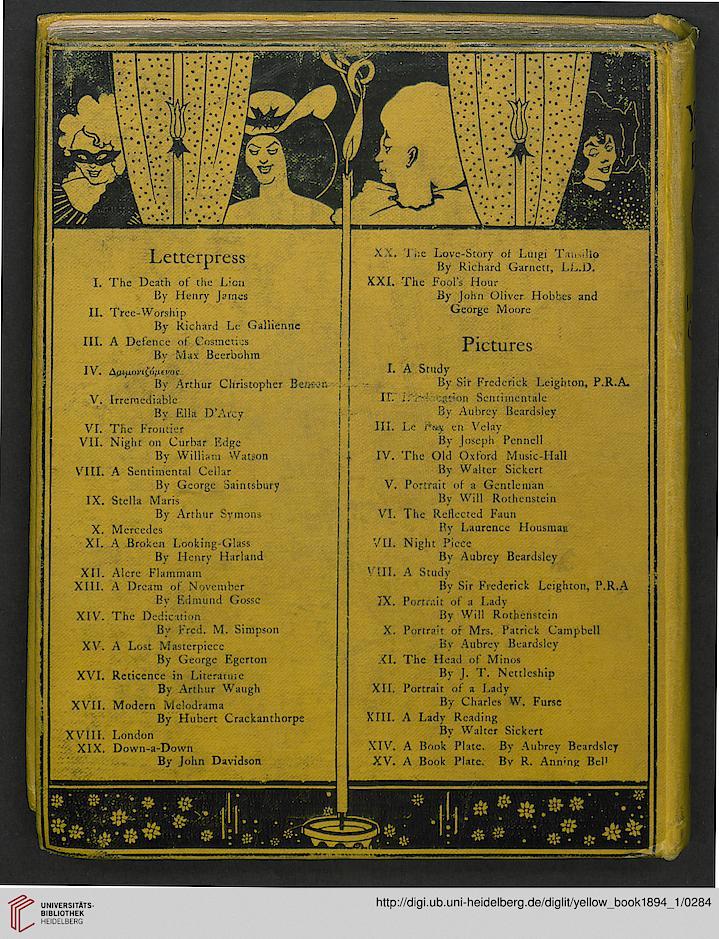 Letterpress
I. The Death of the Lion
By Henry James
II. Tree-Worship
By Richard Le Gallienne
III. A Defence of Cosmetics
By Max Beerbohm
IV. Δαιμονιζόμενος
By Arthur Christopher Benson
V. Irremediable
By Ella D'Arcy
VI. The Frontier
VII. Night on Curbar Edge
By William Watson
VIII. A Sentimental Cellar
By George Saintsbury
IX. Stella Maris
By Arthur Symons
X. Mercedes
XI. A Broken Looking-Glass
By Henry Harland
XII. Alere Flammam
XIII. A Dream of November
By Edmund Gosse
XIV. The Dedication
By Fred. M. Simpson
XV. A Lost Masterpiece
By George Egerton
XVI. Reticence in Literature
By Arthur Waugh
XVII. Modern Melodrama
By Hubert Crackanthorpe
XVIII. London
XIX. Down-a-Down
By John Davidson
XX. The Love-Story of Luigi Tansillo
By Richard Garnett, LL.D.
XXI. The Fool's Hour
By John Oliver Hobbes and
George Moore
Pictures
I. A Study
By Sir Frederick Leighton, P.R.A.
II. Sentimentale
By Aubrey Beardsley
III. Le Puy en Velay
By Joseph Pennell
IV. The Old Oxford Music-Hall
By Walter Sickert
V. Portrait of a Gentleman
By Will Rothenstein
VI. The Reflected Faun
By Laurence Housman
VII. Night Piece
By Aubrey Beardsley
VIII. A Study
By Sir Frederick Leighton, P.R.A
IX. Portrait of a Lady
By Will Rothenstein
X. Portrait of Mrs. Patrick Campbell
By Aubrey Beardsley
XI. The Head of Minos
By J. T. Nettleship
XII. Portrait of a Lady
By Charles W. Furse
XIII. A Lady Reading
By Walter Sickert
XIV. A Book Plate. By Aubrey Beardsley
XV. A Book Plate. By R. Anning Bell
UNIVERSITÄTS-
BIBLIOTHEK
HEIDELBERG
http://digi.ub.uni-heidelberg.de/diglit/yellow_book1894_1/0284